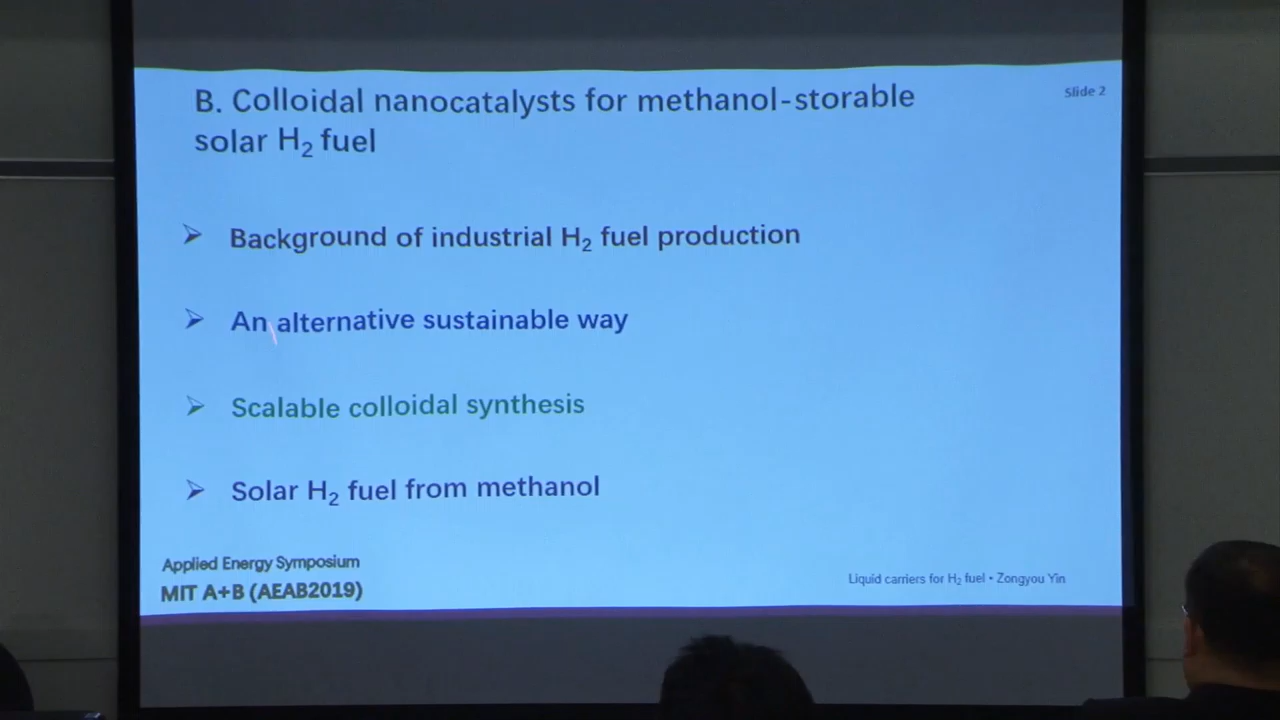 B. Colloidal nanocatalysts for methanol-storable
solar H₂ fuel
Slide 2
➢ Background of industrial H₂ fuel production
➢ An alternative sustainable way
➢ Scalable colloidal synthesis
➢ Solar H₂ fuel from methanol
Applied Energy Symposium
MIT A+B (AEAB2019)
Liquid carriers for H₂ fuel • Zongyou Yin